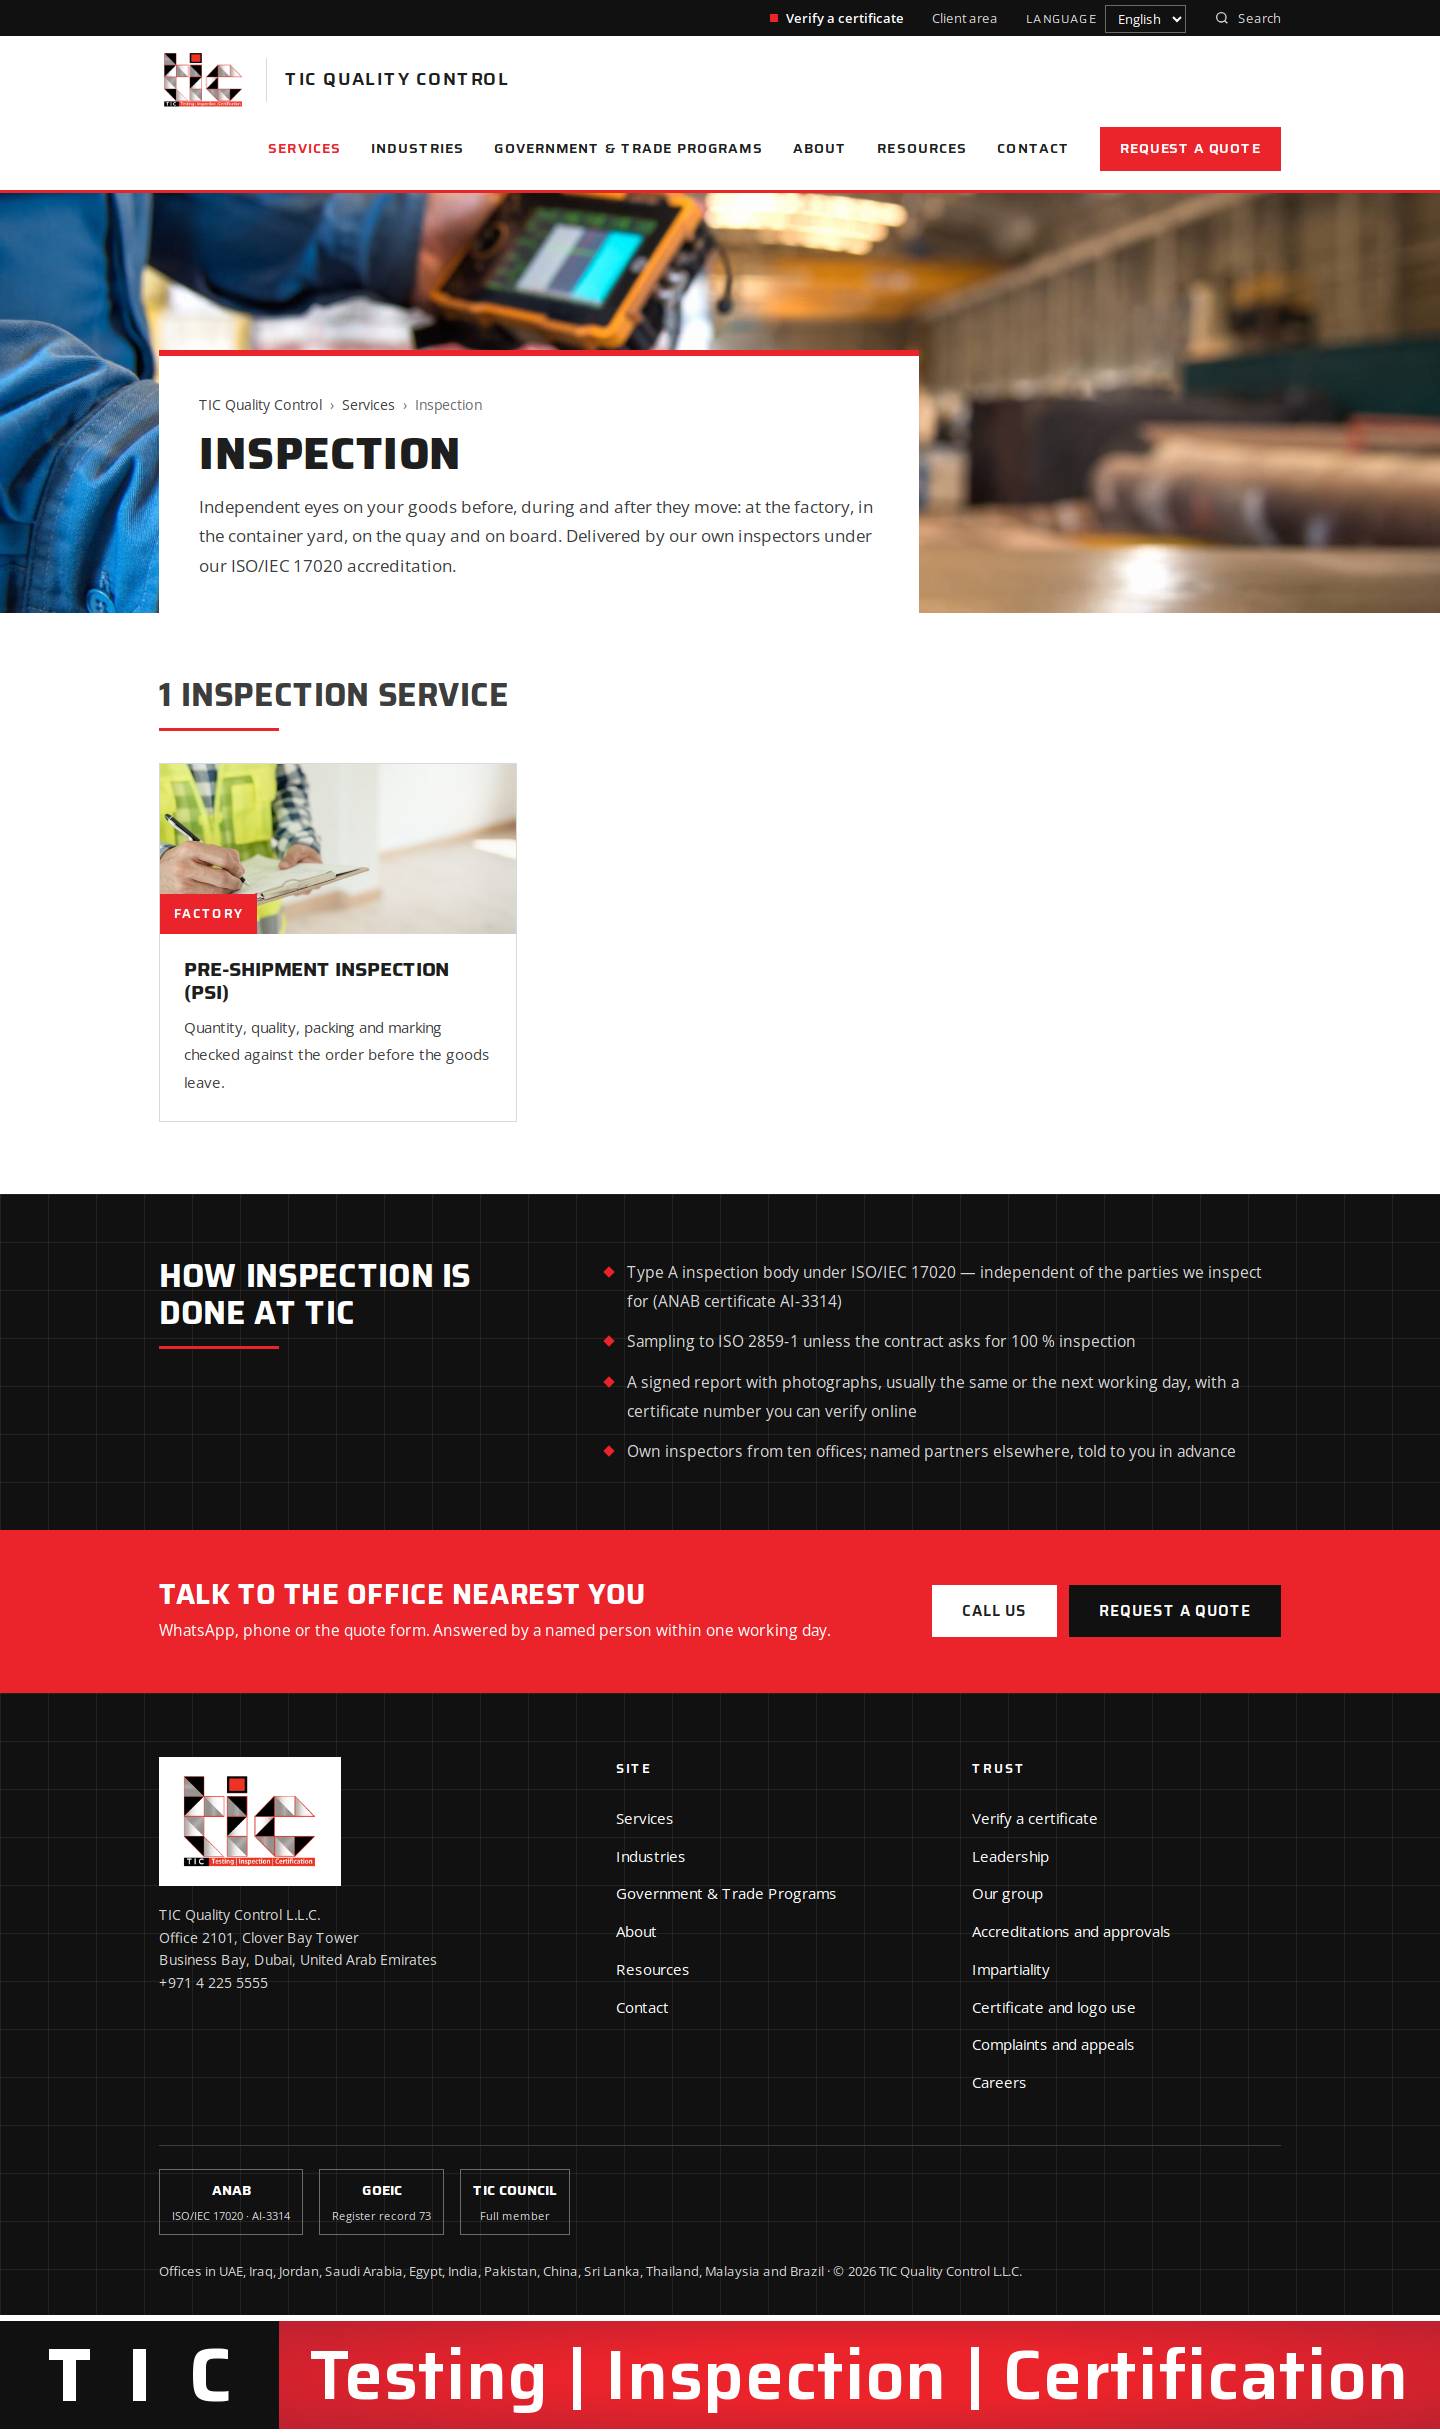 Verify a certificate
Client area
LANGUAGE
English
Search
tic
TIC Testing | Inspection | Certification
TIC QUALITY CONTROL
SERVICES
INDUSTRIES
GOVERNMENT & TRADE PROGRAMS
ABOUT
RESOURCES
CONTACT
REQUEST A QUOTE
TIC Quality Control › Services › Inspection
INSPECTION
Independent eyes on your goods before, during and after they move: at the factory, in
the container yard, on the quay and on board. Delivered by our own inspectors under
our ISO/IEC 17020 accreditation.
1 INSPECTION SERVICE
FACTORY
PRE-SHIPMENT INSPECTION
(PSI)
Quantity, quality, packing and marking
checked against the order before the goods
leave.
HOW INSPECTION IS
DONE AT TIC
Type A inspection body under ISO/IEC 17020 — independent of the parties we inspect
for (ANAB certificate AI-3314)
Sampling to ISO 2859-1 unless the contract asks for 100 % inspection
A signed report with photographs, usually the same or the next working day, with a
certificate number you can verify online
Own inspectors from ten offices; named partners elsewhere, told to you in advance
TALK TO THE OFFICE NEAREST YOU
WhatsApp, phone or the quote form. Answered by a named person within one working day.
CALL US
REQUEST A QUOTE
tic
TIC Testing | Inspection | Certification
TIC Quality Control L.L.C.
Office 2101, Clover Bay Tower
Business Bay, Dubai, United Arab Emirates
+971 4 225 5555
SITE
Services
Industries
Government & Trade Programs
About
Resources
Contact
TRUST
Verify a certificate
Leadership
Our group
Accreditations and approvals
Impartiality
Certificate and logo use
Complaints and appeals
Careers
ANAB
ISO/IEC 17020 · AI-3314
GOEIC
Register record 73
TIC COUNCIL
Full member
Offices in UAE, Iraq, Jordan, Saudi Arabia, Egypt, India, Pakistan, China, Sri Lanka, Thailand, Malaysia and Brazil · © 2026 TIC Quality Control L.L.C.
TIC Testing | Inspection | Certification